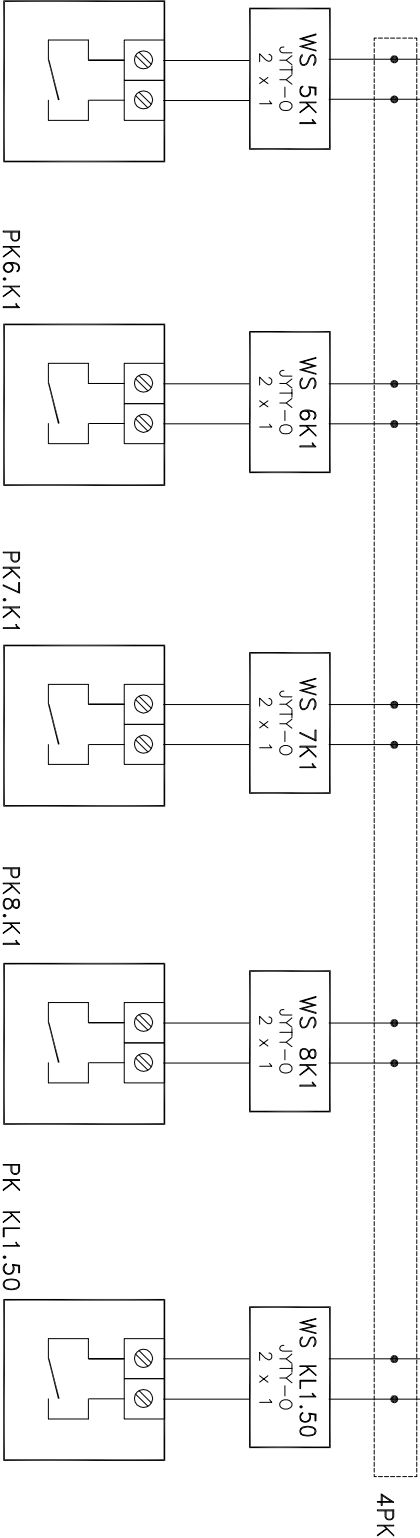 WS 5K1
JYTY-O
2 x 1
PK6.K1
WS 6K1
JYTY-O
2 x 1
PK7.K1
WS 7K1
JYTY-O
2 x 1
PK8.K1
WS 8K1
JYTY-O
2 x 1
PK KL1.50
WS KL1.50
JYTY-O
2 x 1
4PK